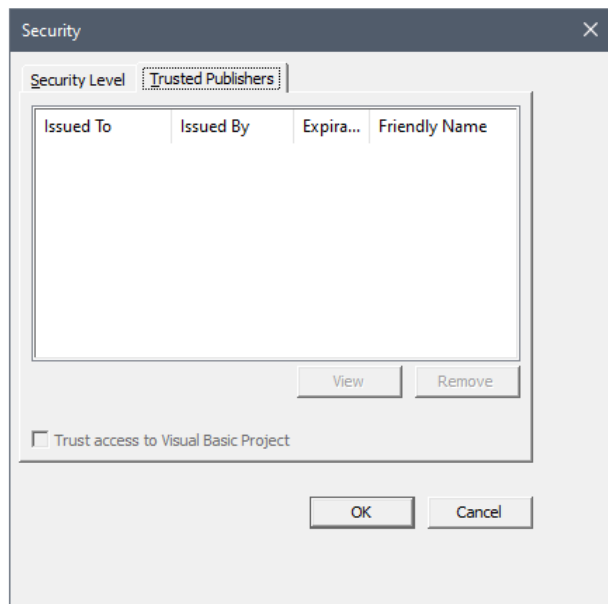 Security
Security Level Trusted Publishers
Issued To Issued By Expira... Friendly Name
View Remove
Trust access to Visual Basic Project
OK Cancel